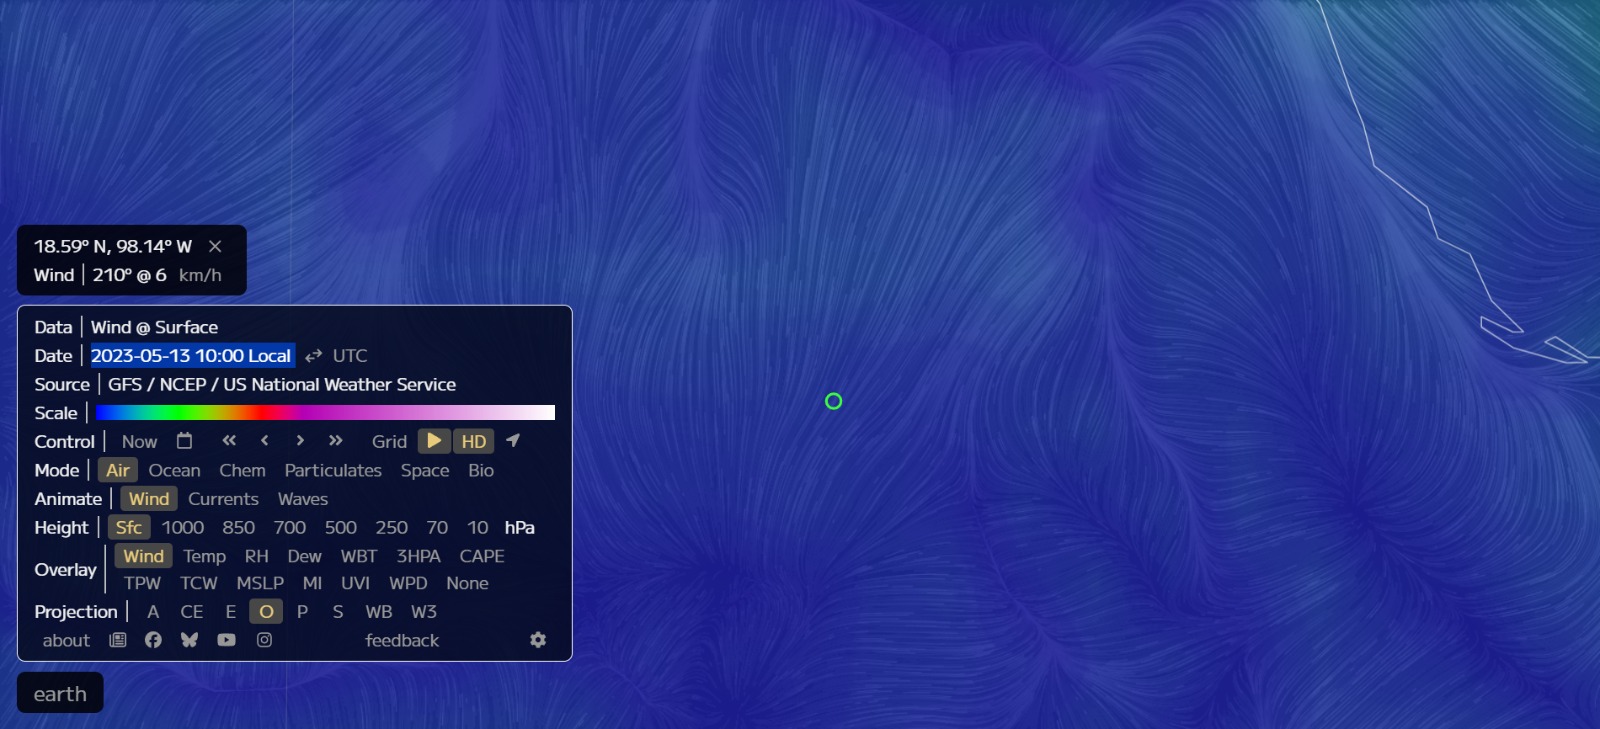 18.59° N, 98.14° W ×
Wind | 210° @ 6 km/h
Data | Wind @ Surface
Date | 2023-05-13 10:00 Local ⇄ UTC
Source | GFS / NCEP / US National Weather Service
Scale |
Control | Now « ‹ › » Grid HD
Mode | Air Ocean Chem Particulates Space Bio
Animate | Wind Currents Waves
Height | Sfc 1000 850 700 500 250 70 10 hPa
Overlay | Wind Temp RH Dew WBT 3HPA CAPE
TPW TCW MSLP MI UVI WPD None
Projection | A CE E O P S WB W3
about feedback
earth